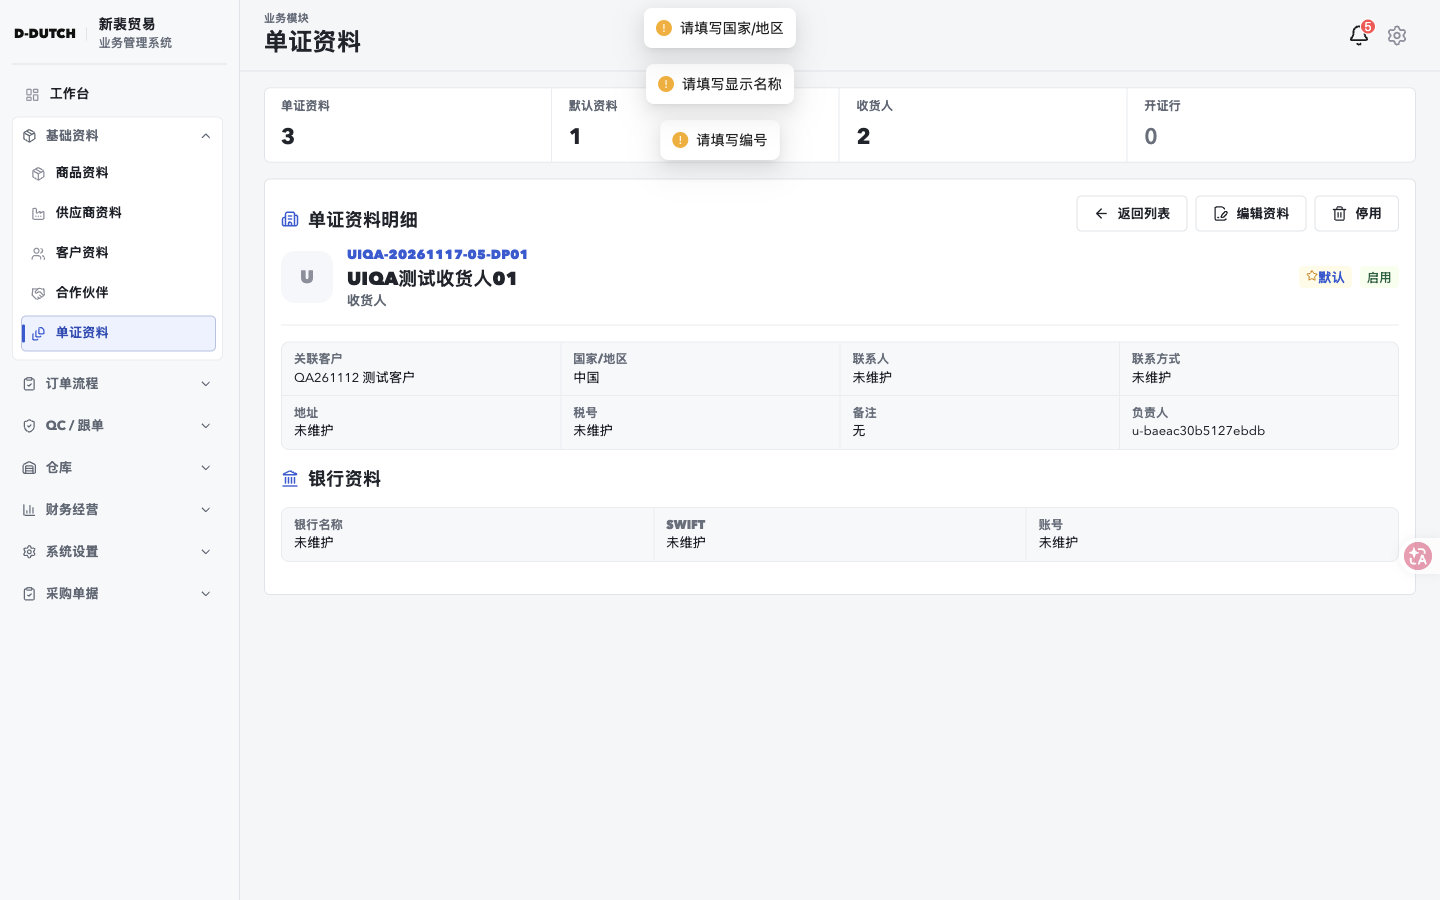 D-DUTCH
新裴贸易
业务管理系统
工作台
基础资料
商品资料
供应商资料
客户资料
合作伙伴
单证资料
订单流程
QC / 跟单
仓库
财务经营
系统设置
采购单据
业务模块
单证资料
请填写国家/地区
请填写显示名称
请填写编号
5
单证资料
3
默认资料
1
收货人
2
开证行
0
单证资料明细
返回列表
编辑资料
停用
U
UIQA-20261117-05-DP01
UIQA测试收货人01
收货人
默认
启用
关联客户
QA261112 测试客户
国家/地区
中国
联系人
未维护
联系方式
未维护
地址
未维护
税号
未维护
备注
无
负责人
u-baeac30b5127ebdb
银行资料
银行名称
未维护
SWIFT
未维护
账号
未维护